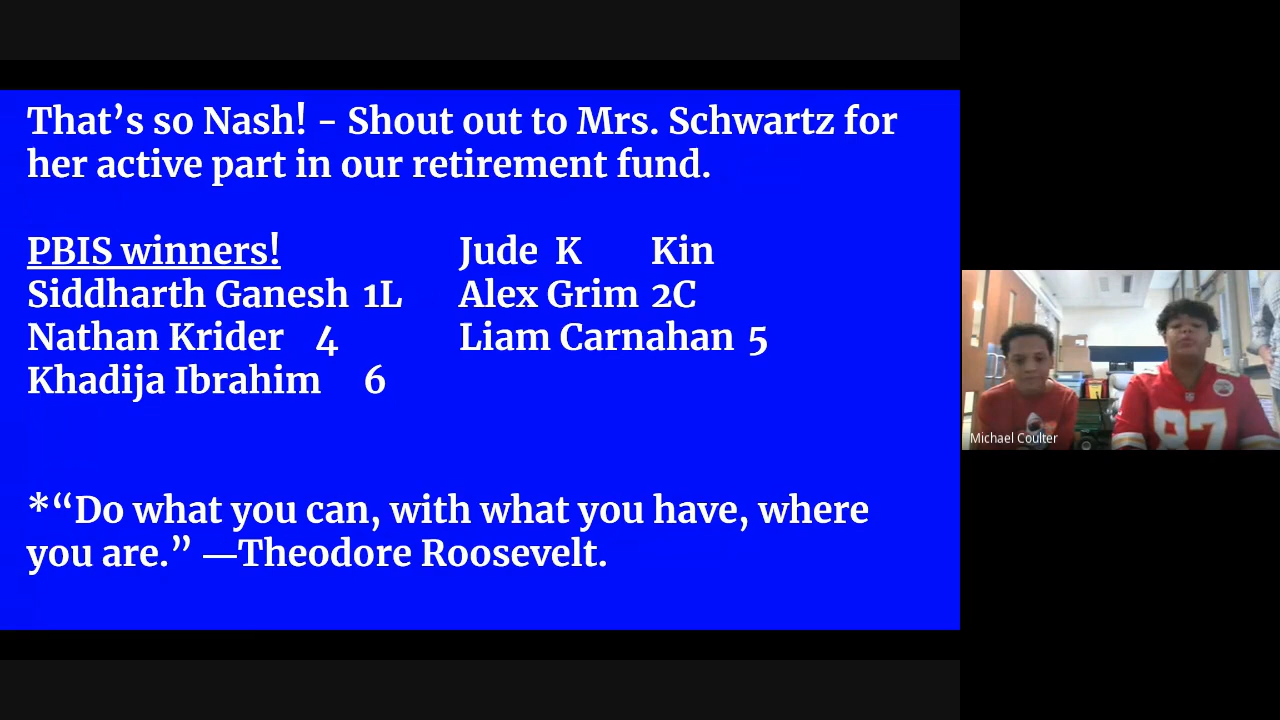 That’s so Nash! - Shout out to Mrs. Schwartz for
her active part in our retirement fund.
PBIS winners!
Siddharth Ganesh 1L
Nathan Krider 4
Khadija Ibrahim 6
Jude K Kin
Alex Grim 2C
Liam Carnahan 5
*“Do what you can, with what you have, where
you are.” —Theodore Roosevelt.
Michael Coulter
87